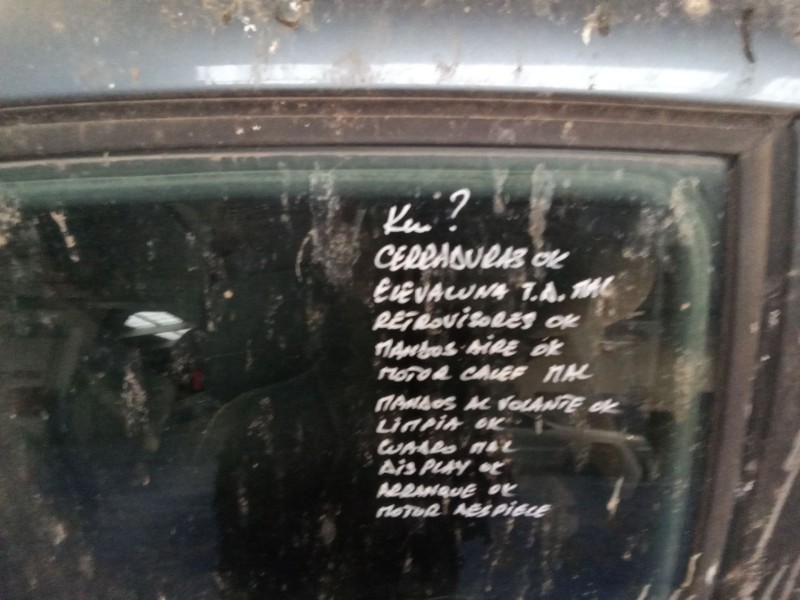 Km ?
CERRADURAS OK
ELEVALUNA T.D. MAL
RETROVISORES OK
MANDOS AIRE OK
MOTOR CALEF MAL
MANDOS AL VOLANTE OK
LIMPIA OK
CUADRO MAL
DISPLAY OK
ARRANQUE OK
MOTOR DESPIECE